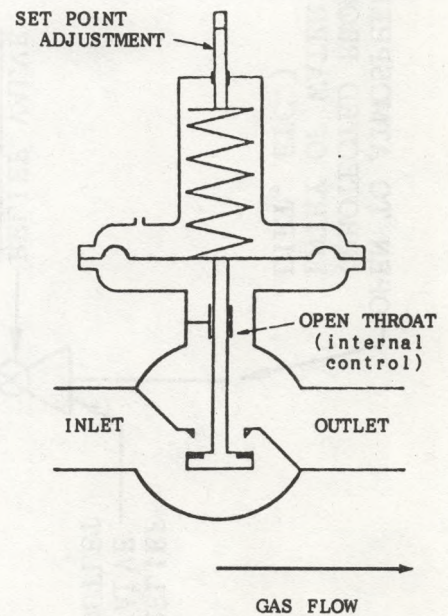 SET POINT
ADJUSTMENT
OPEN THROAT
(internal
control)
INLET
OUTLET
GAS FLOW